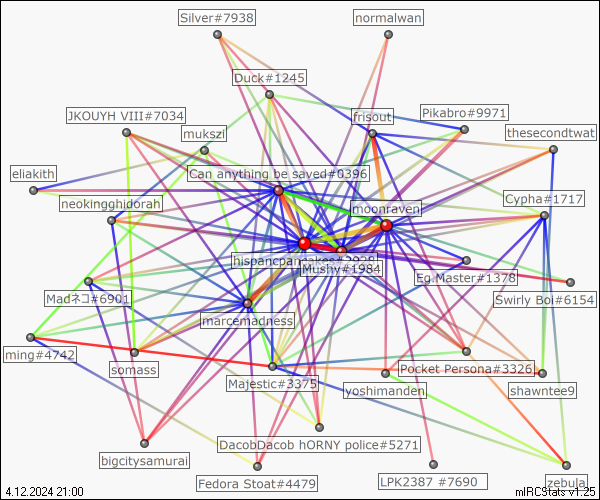 Silver#7938
normalwan
Duck#1245
JKOUYH VIII#7034
mukszi
frisout
Pikabro#9971
thesecondtwat
eliakith
Can anything be saved#0396
neokingghidorah
moonraven
Cypha#1717
Mushy#1984
Eg.Master#1378
Madネコ#6901
Swirly Boi#6154
marcemadness
ming#4742
somass
Majestic#3375
yoshimanden
Pocket Persona#3326
shawntee9
DacobDacob hORNY police#5271
bigcitysamurai
Fedora Stoat#4479
LPK2387 #7690
zebula
4.12.2024 21:00
mIRCStats v1.25